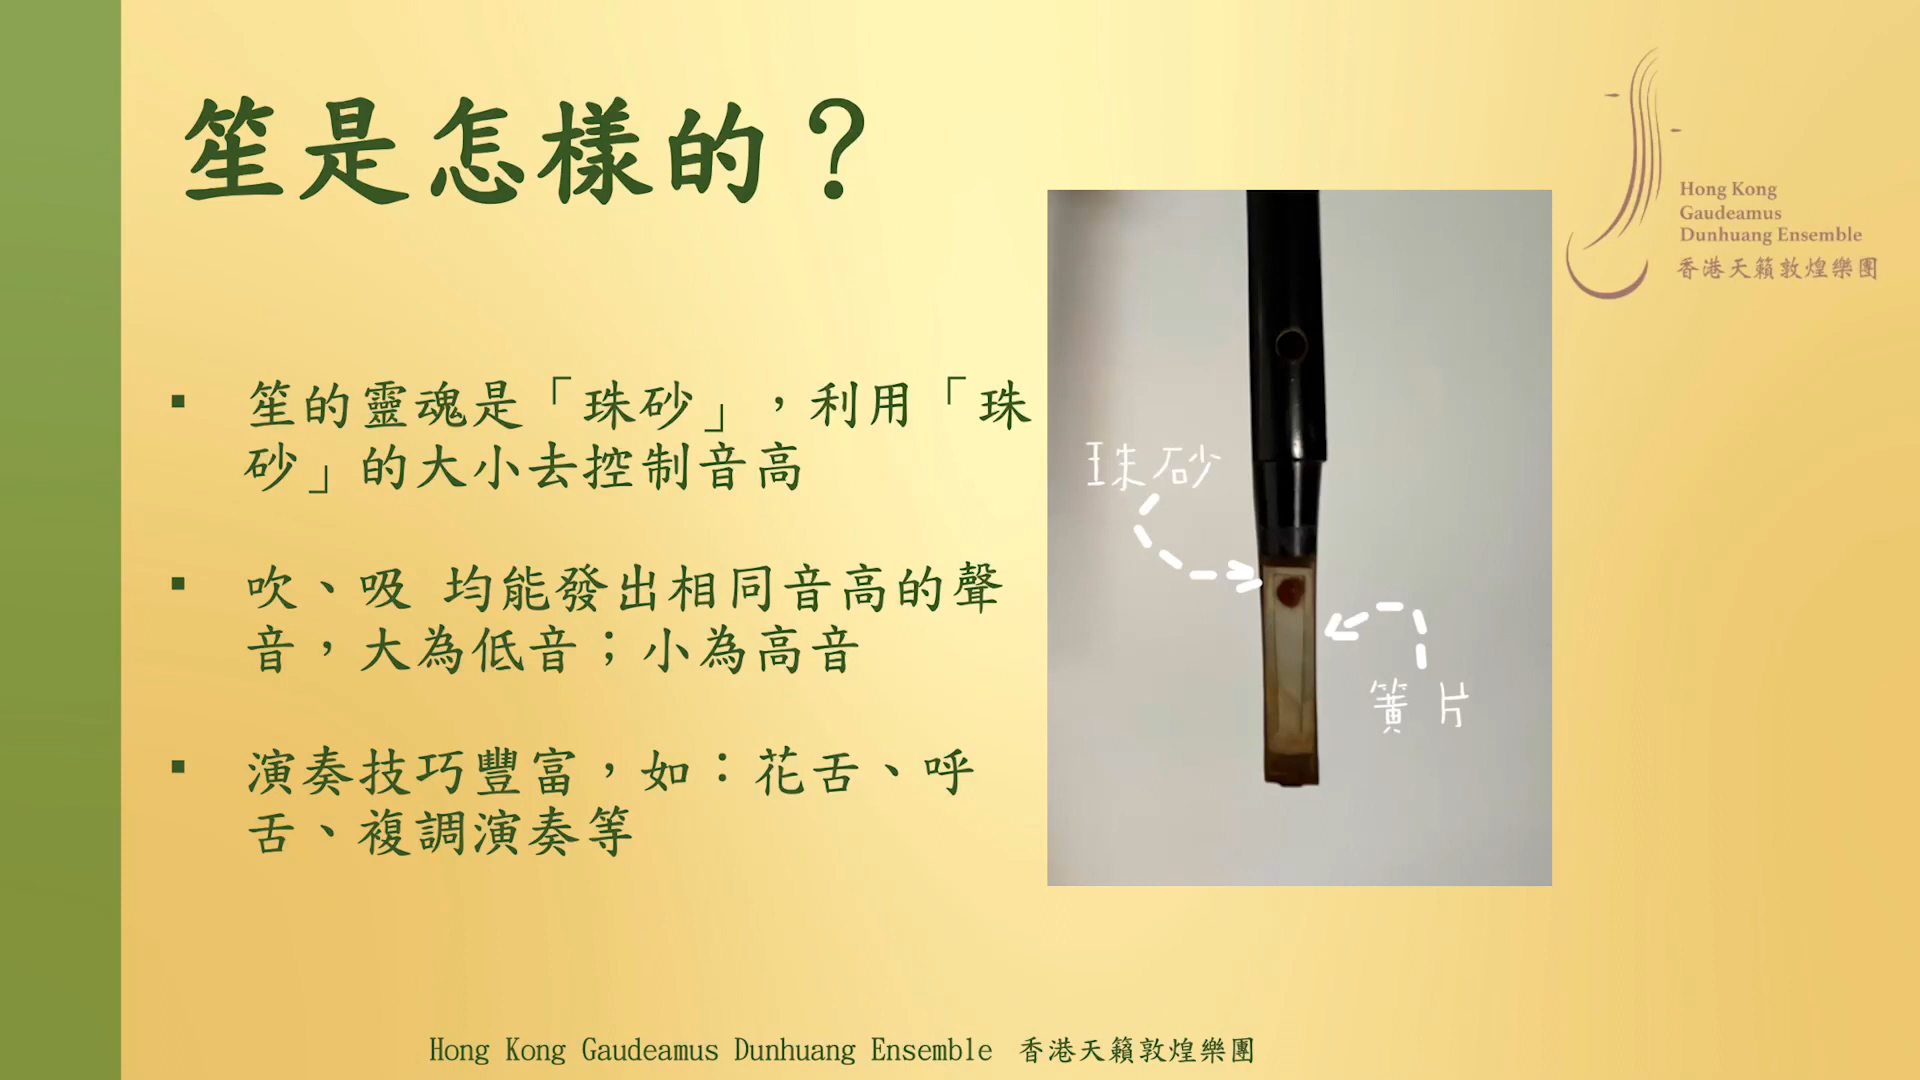 笙是怎樣的？
Hong Kong
Gaudeamus
Dunhuang Ensemble
香港天籟敦煌樂團
笙的靈魂是「珠砂」，利用「珠
砂」的大小去控制音高
吹、吸 均能發出相同音高的聲
音，大為低音；小為高音
演奏技巧豐富，如：花舌、呼
舌、複調演奏等
珠砂
簧片
Hong Kong Gaudeamus Dunhuang Ensemble 香港天籟敦煌樂團